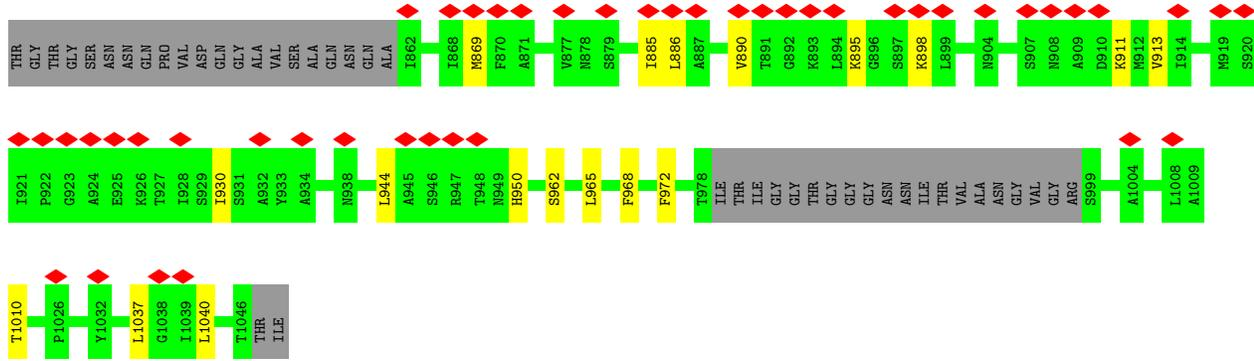 THR GLY THR THR GLY SER ASN ASN GLN PRO VAL ASP GLN GLY ALA VAL SER ALA GLN ASN GLN ALA I862 I868 M869 F870 A871 V877 N878 S879 I885 L886 A887 V890 T891 G892 K893 L894 K895 G896 S897 K898 L899 N904 S907 N908 A909 D910 K911 M912 V913 I914 M919 S920
I921 P922 G923 A924 E925 K926 T927 I928 S929 I930 S931 A932 Y933 A934 N938 L944 A945 S946 R947 T948 N949 H950 S962 L965 F968 F972 T978 ILE THR ILE GLY GLY THR GLY GLY GLY ASN ASN ILE THR VAL ALA ASN GLY VAL GLY ARG S999 A1004 L1008 A1009
T1010 P1026 Y1032 L1037 G1038 I1039 L1040 T1046 THR ILE